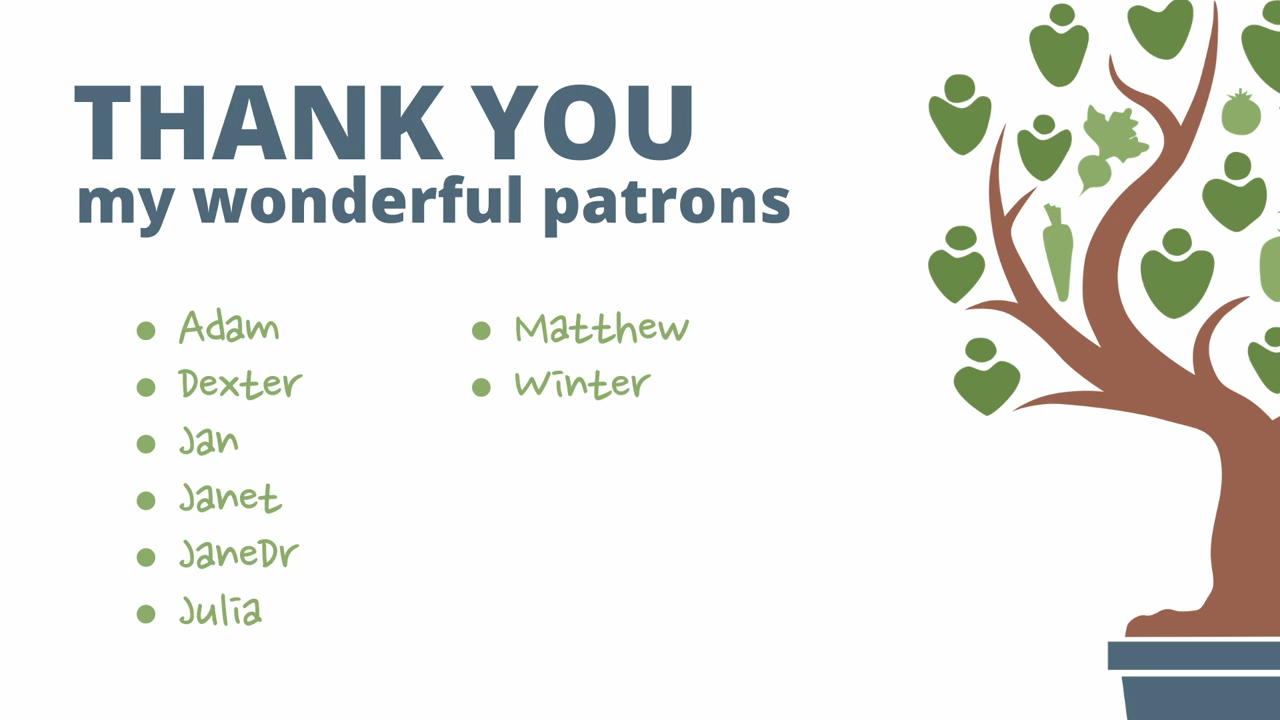 THANK YOU
my wonderful patrons
Adam
Dexter
Jan
Janet
JaneDr
Julia
Matthew
Winter